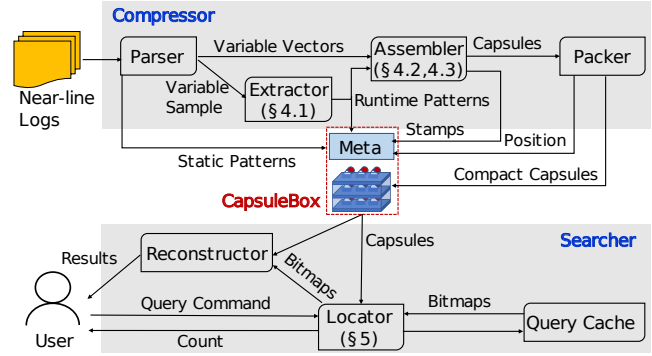 Compressor
Near-line
Logs
Parser
Variable Vectors
Variable
Sample
Extractor
(§4.1)
Assembler
(§4.2,4.3)
Capsules
Packer
Runtime Patterns
Static Patterns
Stamps
Position
Meta
Compact Capsules
CapsuleBox
Searcher
Capsules
Reconstructor
Results
Bitmaps
User
Query Command
Count
Locator
(§5)
Bitmaps
Query Cache